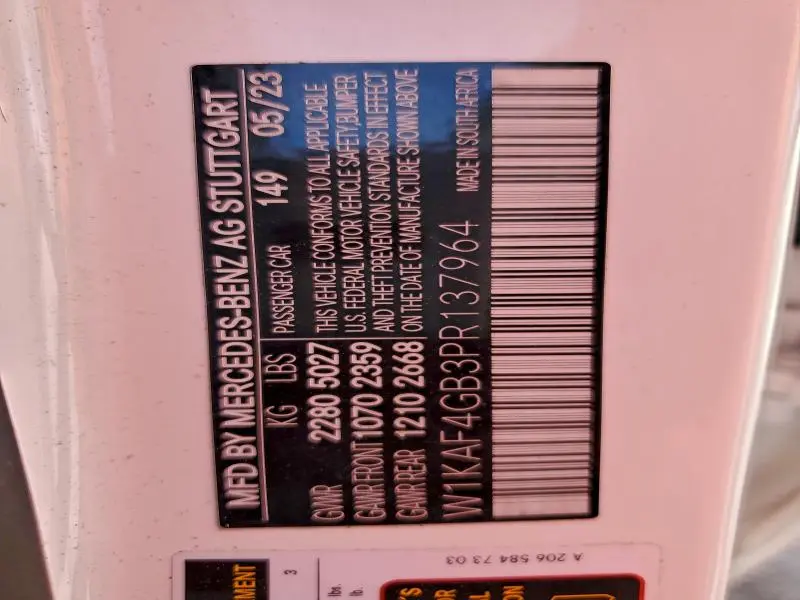 MFD BY MERCEDES-BENZ AG STUTTGART
KG LBS PASSENGER CAR 149 05/23
GVWR 2280 5027 THIS VEHICLE CONFORMS TO ALL APPLICABLE
U.S. FEDERAL MOTOR VEHICLE SAFETY,BUMPER
GAWR FRONT 1070 2359 AND THEFT PREVENTION STANDARDS IN EFFECT
GAWR REAR 1210 2668 ON THE DATE OF MANUFACTURE SHOWN ABOVE
W1KAF4GB3PR137964 MADE IN SOUTH AFRICA
A 206 584 73 03
3
lbs.
lb.